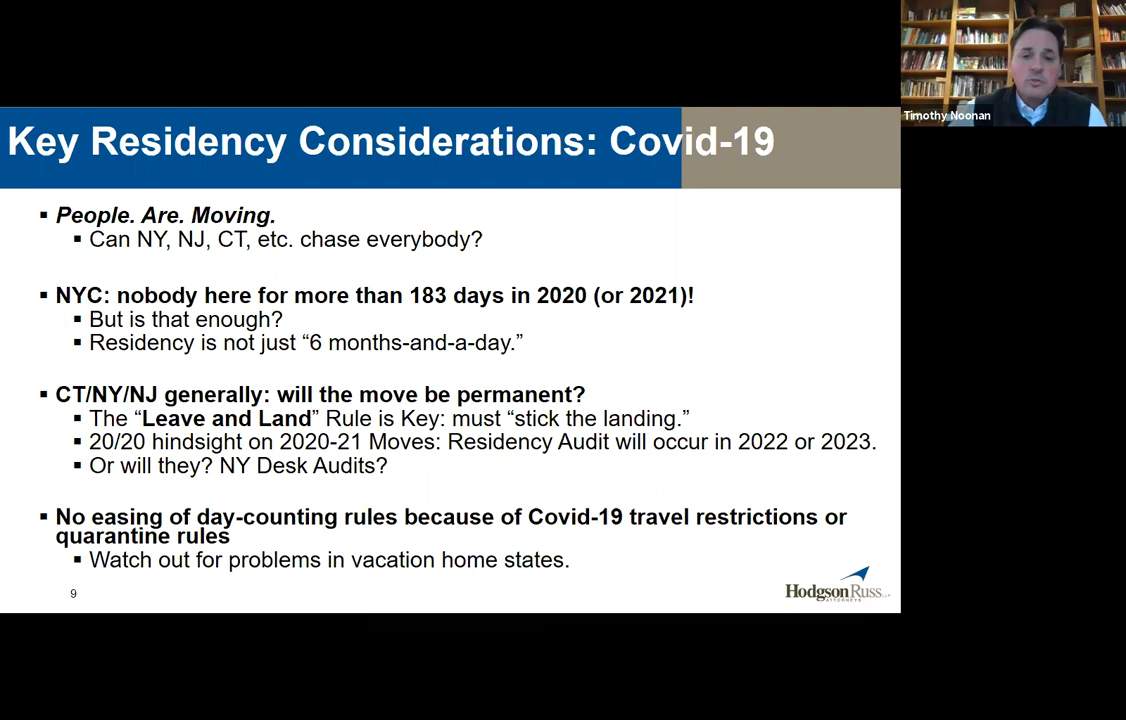 Timothy Noonan
Key Residency Considerations: Covid-19
▪ People. Are. Moving.
▪ Can NY, NJ, CT, etc. chase everybody?
▪ NYC: nobody here for more than 183 days in 2020 (or 2021)!
▪ But is that enough?
▪ Residency is not just “6 months-and-a-day.”
▪ CT/NY/NJ generally: will the move be permanent?
▪ The “Leave and Land” Rule is Key: must “stick the landing.”
▪ 20/20 hindsight on 2020-21 Moves: Residency Audit will occur in 2022 or 2023.
▪ Or will they? NY Desk Audits?
▪ No easing of day-counting rules because of Covid-19 travel restrictions or
quarantine rules
▪ Watch out for problems in vacation home states.
9
HodgsonRuss LLP
ATTORNEYS